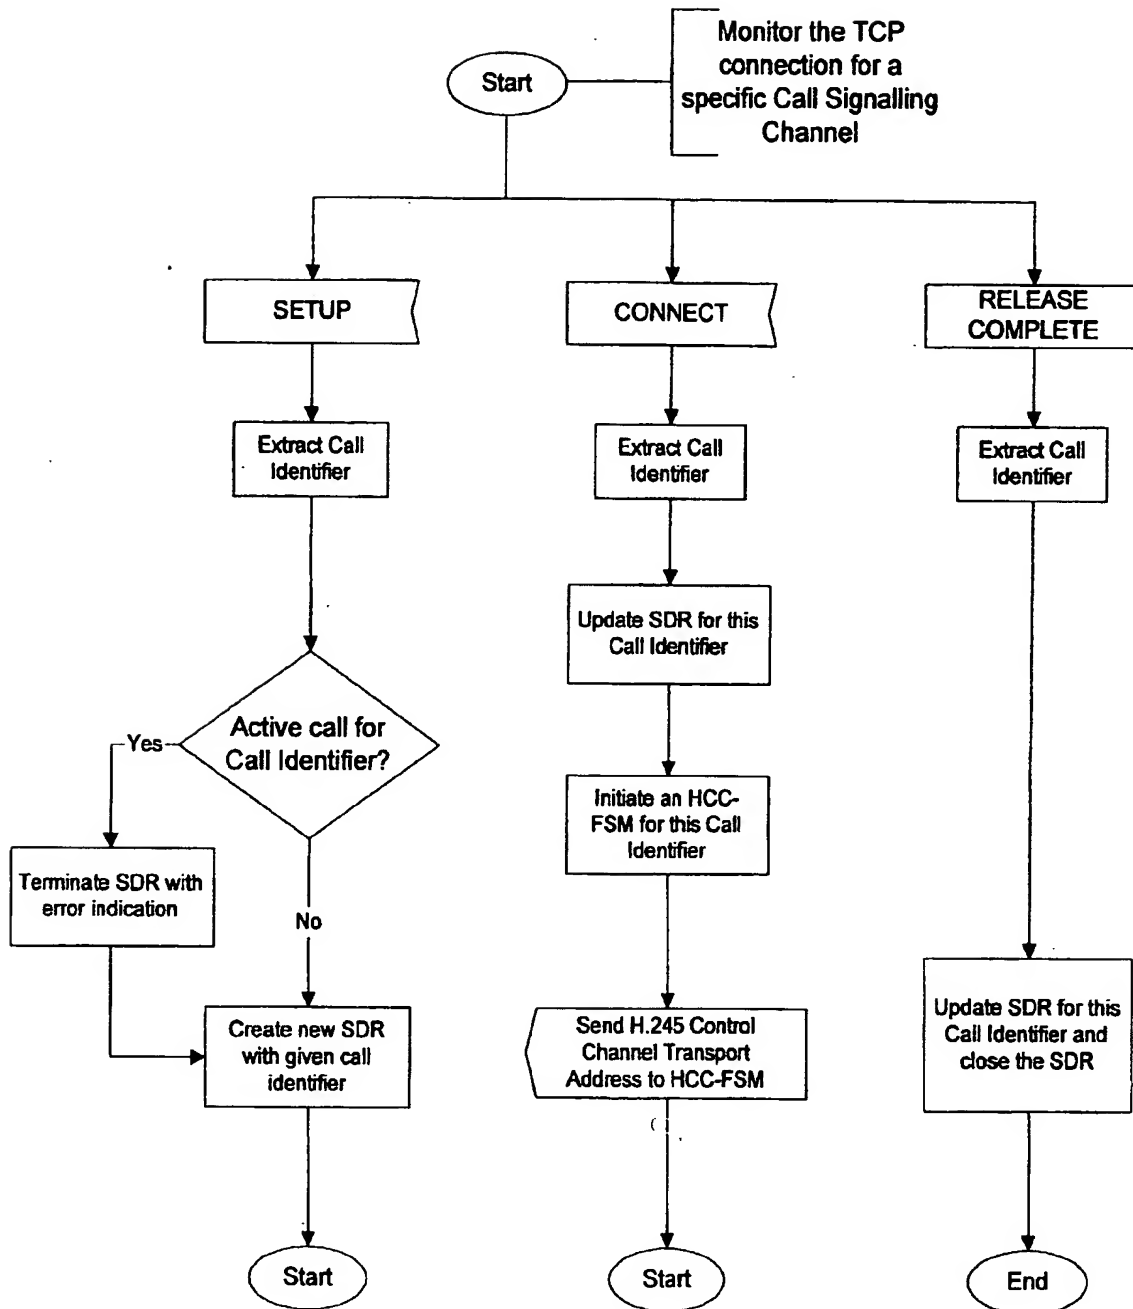 Start
Monitor the TCP
connection for a
specific Call Signalling
Channel
SETUP
CONNECT
RELEASE
COMPLETE
Extract Call
Identifier
Extract Call
Identifier
Extract Call
Identifier
Update SDR for this
Call Identifier
Active call for
Call Identifier?
Yes
No
Initiate an HCC-
FSM for this Call
Identifier
Terminate SDR with
error indication
Create new SDR
with given call
identifier
Send H.245 Control
Channel Transport
Address to HCC-FSM
Update SDR for this
Call Identifier and
close the SDR
Start
Start
End